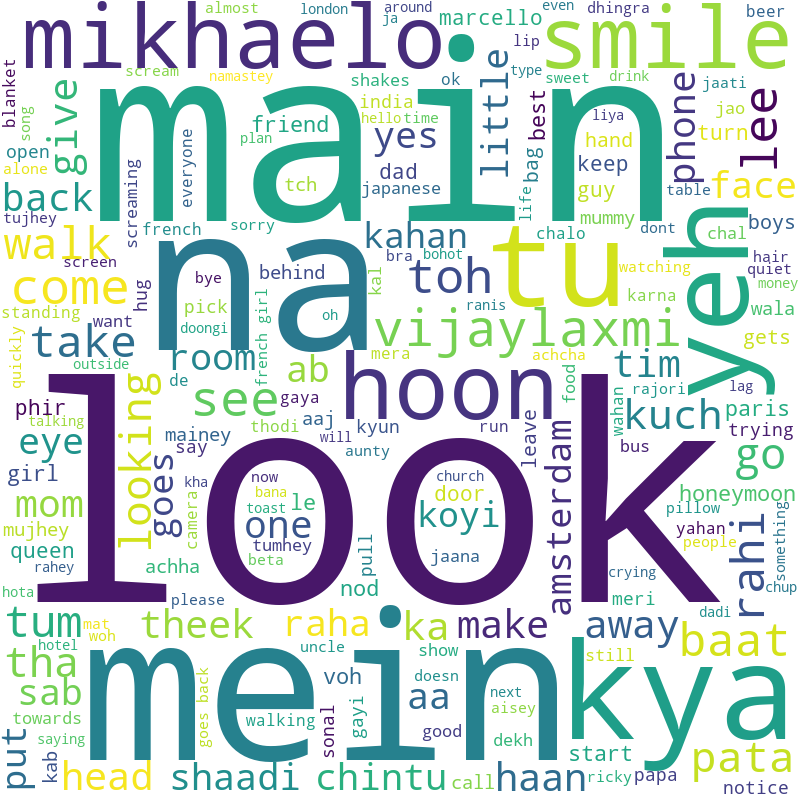 almost
london
around
even
dhingra
beer
mikhaelo
ja
marcello
lip
smile
blanket
scream
namastey
shakes
ok
type
sweet
drink
jaati
song
give
main
india
hello
time
little
best
phone
liya
jao
lee
open
everyone
friend
plan
yes
bag
hand
turn
alone
tch
dad
keep
back
japanese
guy
face
table
tujhey
screaming
french
sorry
life
mummy
dont
boys
walk
na
kahan
chalo
chal
yeh
screen
bye
behind
bra
bohot
tu
watching
hair
quiet
come
hug
kal
toh
ranis
karna
money
standing
want
pick
oh
wala
quickly
take
doongi
french girl
vijaylaxmi
gets
outside
room
mera
achcha
tim
look
ab
hoon
food
rajori
lag
phir
looking
de
see
gaya
kuch
paris
talking
mainey
thodi
aaj
kyun
run
leave
wahan
trying
eye
say
will
aunty
bus
go
girl
goes
now
church
amsterdam
mom
kha
bana
door
honeymoon
camera
toast
le
koyi
pillow
mujhey
one
yahan
something
queen
tumhey
pull
jaana
people
rahi
rahey
achha
beta
nod
crying
chup
hota
please
meri
dadi
tum
mat
theek
raha
ka
make
away
baat
woh
hotel
mein
uncle
show
doesn
still
kya
tha
goes back
voh
aa
next
sab
walking
sonal
gayi
aisey
towards
good
dekh
start
pata
saying
put
kab
head
shaadi
chintu
call
haan
ricky
papa
notice